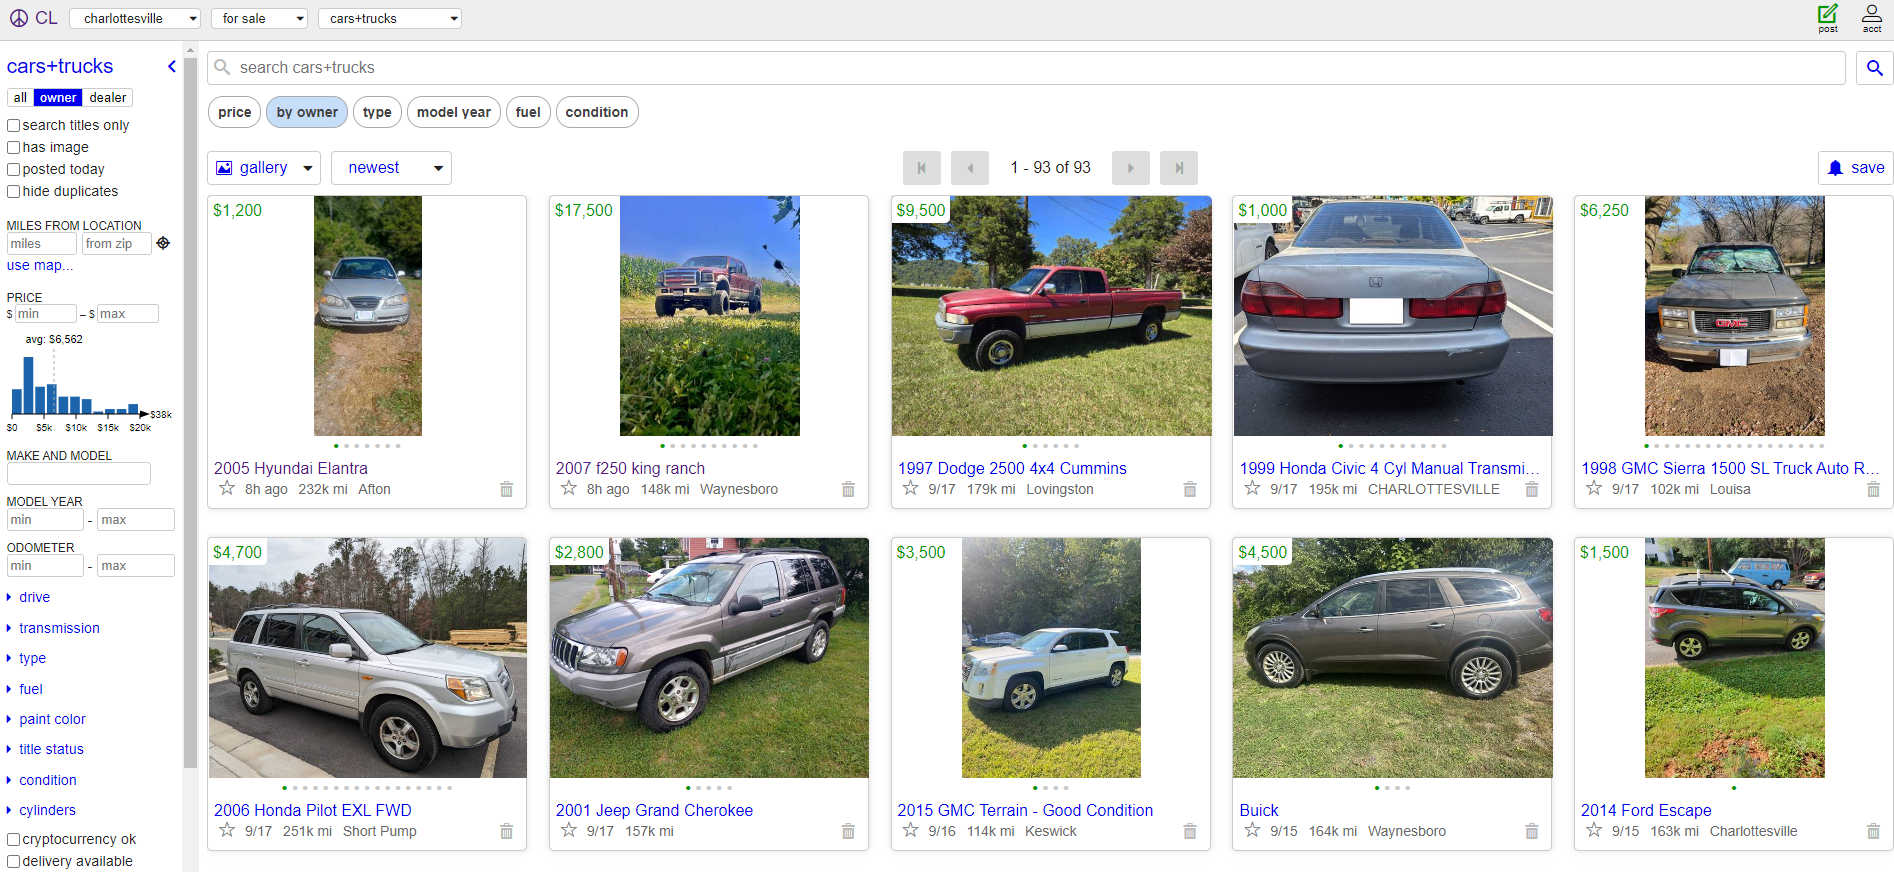 CL charlottesville for sale cars+trucks post acct
cars+trucks
all owner dealer
search titles only
has image
posted today
hide duplicates
MILES FROM LOCATION
miles from zip
use map...
PRICE
$ min – $ max
avg: $6,562
$38k
$0 $5k $10k $15k $20k
MAKE AND MODEL
MODEL YEAR
min - max
ODOMETER
min - max
drive
transmission
type
fuel
paint color
title status
condition
cylinders
cryptocurrency ok
delivery available
search cars+trucks
price by owner type model year fuel condition
gallery newest 1 - 93 of 93 save
$1,200
2005 Hyundai Elantra
8h ago 232k mi Afton
$17,500
2007 f250 king ranch
8h ago 148k mi Waynesboro
$9,500
1997 Dodge 2500 4x4 Cummins
9/17 179k mi Lovingston
$1,000
1999 Honda Civic 4 Cyl Manual Transmi...
9/17 195k mi CHARLOTTESVILLE
$6,250
GMC
1998 GMC Sierra 1500 SL Truck Auto R...
9/17 102k mi Louisa
$4,700
2006 Honda Pilot EXL FWD
9/17 251k mi Short Pump
$2,800
2001 Jeep Grand Cherokee
9/17 157k mi
$3,500
2015 GMC Terrain - Good Condition
9/16 114k mi Keswick
$4,500
Buick
9/15 164k mi Waynesboro
$1,500
2014 Ford Escape
9/15 163k mi Charlottesville